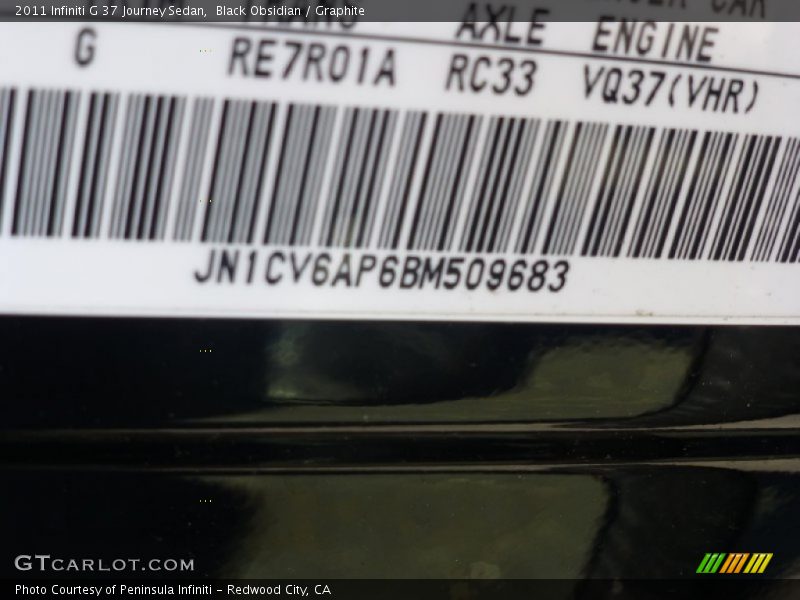 2011 Infiniti G 37 Journey Sedan, Black Obsidian / Graphite
TRANS AXLE ENGINE
G RE7R01A RC33 VQ37(VHR)
JN1CV6AP6BM509683
GTCARLOT.COM
Photo Courtesy of Peninsula Infiniti – Redwood City, CA